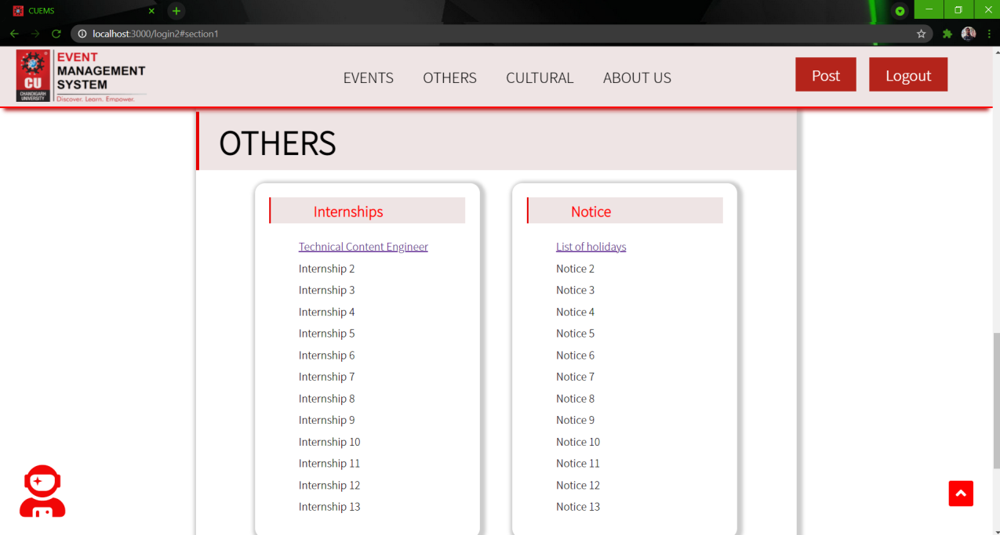 CUEMS
localhost:3000/login2#section1
EVENT
MANAGEMENT
SYSTEM
CU
CHANDIGARH
UNIVERSITY
Discover. Learn. Empower.
EVENTS OTHERS CULTURAL ABOUT US
Post Logout
OTHERS
Internships
Technical Content Engineer
Internship 2
Internship 3
Internship 4
Internship 5
Internship 6
Internship 7
Internship 8
Internship 9
Internship 10
Internship 11
Internship 12
Internship 13
Notice
List of holidays
Notice 2
Notice 3
Notice 4
Notice 5
Notice 6
Notice 7
Notice 8
Notice 9
Notice 10
Notice 11
Notice 12
Notice 13